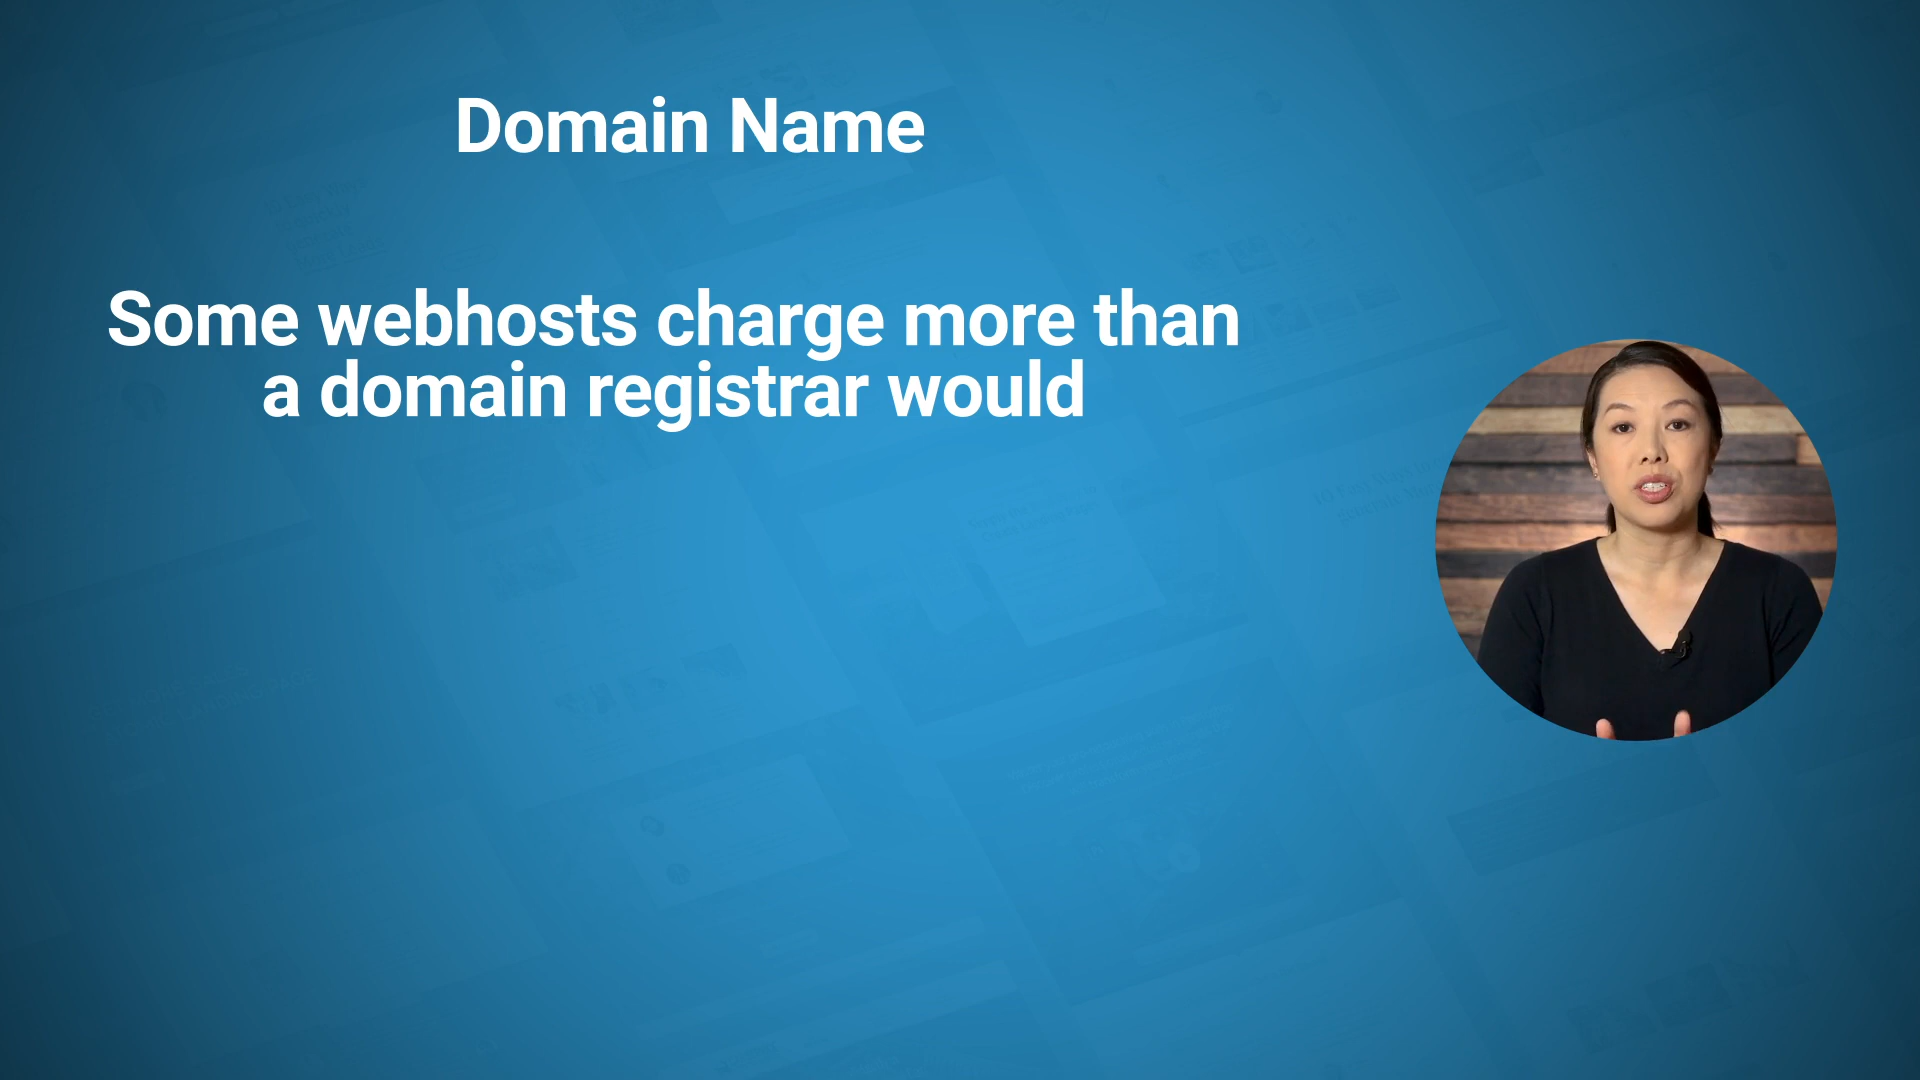 Domain Name
Some webhosts charge more than
a domain registrar would